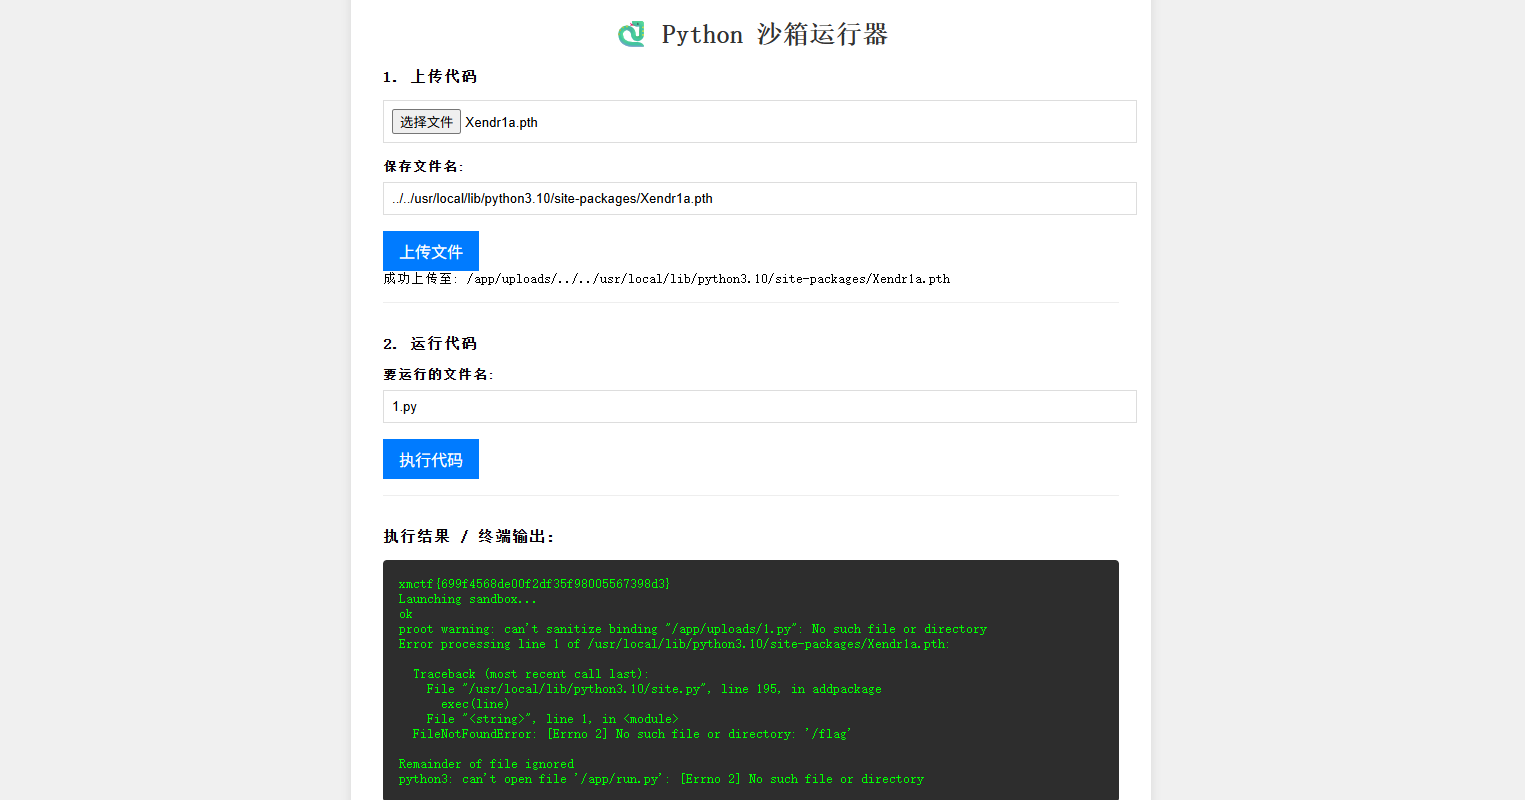 Python 沙箱运行器
1. 上传代码
选择文件 Xendr1a.pth
保存文件名:
../../usr/local/lib/python3.10/site-packages/Xendr1a.pth
上传文件
成功上传至: /app/uploads/../../usr/local/lib/python3.10/site-packages/Xendr1a.pth
2. 运行代码
要运行的文件名:
1.py
执行代码
执行结果 / 终端输出:
xmctf{699f4568de00f2df35f98005567398d3}
Launching sandbox...
ok
proot warning: can't sanitize binding "/app/uploads/1.py": No such file or directory
Error processing line 1 of /usr/local/lib/python3.10/site-packages/Xendr1a.pth:
Traceback (most recent call last):
File "/usr/local/lib/python3.10/site.py", line 195, in addpackage
exec(line)
File "<string>", line 1, in <module>
FileNotFoundError: [Errno 2] No such file or directory: '/flag'
Remainder of file ignored
python3: can't open file '/app/run.py': [Errno 2] No such file or directory